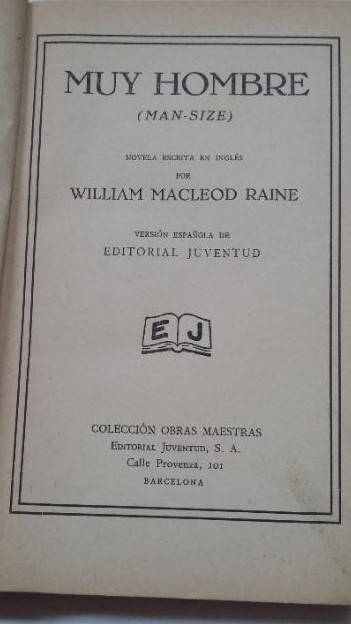 MUY HOMBRE
(MAN-SIZE)
NOVELA ESCRITA EN INGLÉS
POR
WILLIAM MACLEOD RAINE
VERSIÓN ESPAÑOLA DE
EDITORIAL JUVENTUD
E J
COLECCIÓN OBRAS MAESTRAS
EDITORIAL JUVENTUD, S. A.
Calle Provenza, 101
BARCELONA